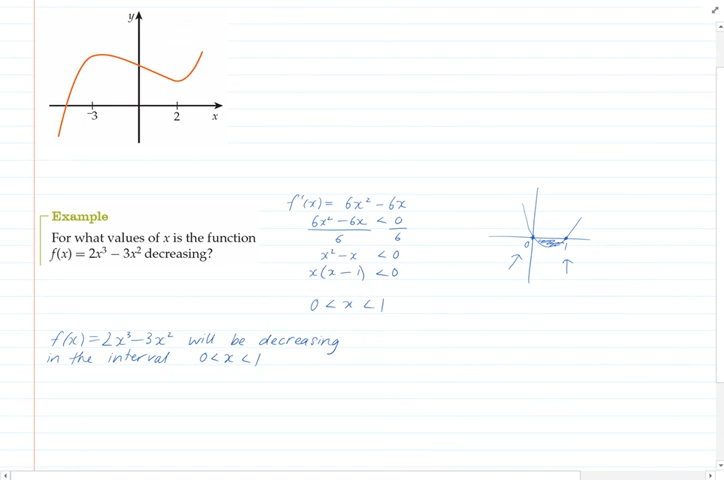 y
-3 2 x
Example
For what values of x is the function
f(x) = 2x³ − 3x² decreasing?
f'(x) = 6x² − 6x
6x² − 6x < 0
6 6
x² − x < 0
x(x − 1) < 0
0 < x < 1
0 1
f(x) = 2x³ − 3x² will be decreasing
in the interval 0 < x < 1